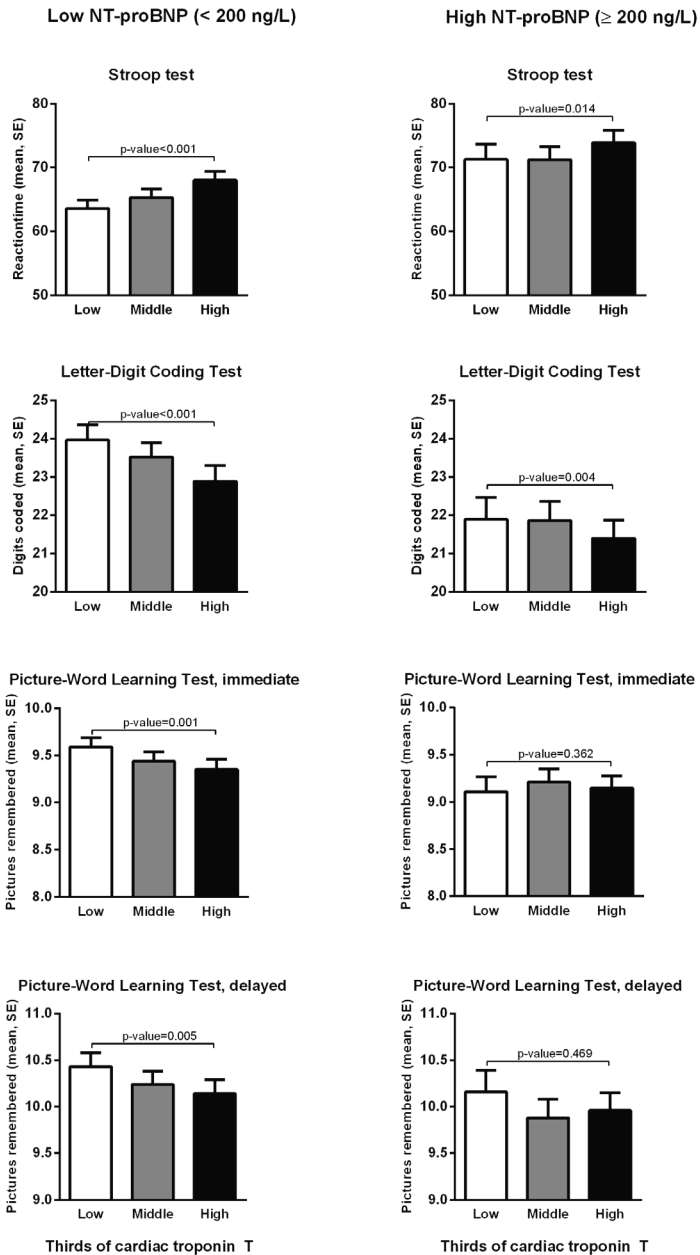 Low NT-proBNP (< 200 ng/L)
High NT-proBNP (≥ 200 ng/L)
Stroop test
Reactiontime (mean, SE)
80
70
60
50
p-value<0.001
Low Middle High
Stroop test
Reactiontime (mean, SE)
80
70
60
50
p-value=0.014
Low Middle High
Letter-Digit Coding Test
Digits coded (mean, SE)
25
24
23
22
21
20
p-value<0.001
Low Middle High
Letter-Digit Coding Test
Digits coded (mean, SE)
25
24
23
22
21
20
p-value=0.004
Low Middle High
Picture-Word Learning Test, immediate
Pictures remembered (mean, SE)
10.0
9.5
9.0
8.5
8.0
p-value=0.001
Low Middle High
Picture-Word Learning Test, immediate
Pictures remembered (mean, SE)
10.0
9.5
9.0
8.5
8.0
p-value=0.362
Low Middle High
Picture-Word Learning Test, delayed
Pictures remembered (mean, SE)
11.0
10.5
10.0
9.5
9.0
p-value=0.005
Low Middle High
Thirds of cardiac troponin T
Picture-Word Learning Test, delayed
Pictures remembered (mean, SE)
11.0
10.5
10.0
9.5
9.0
p-value=0.469
Low Middle High
Thirds of cardiac troponin T